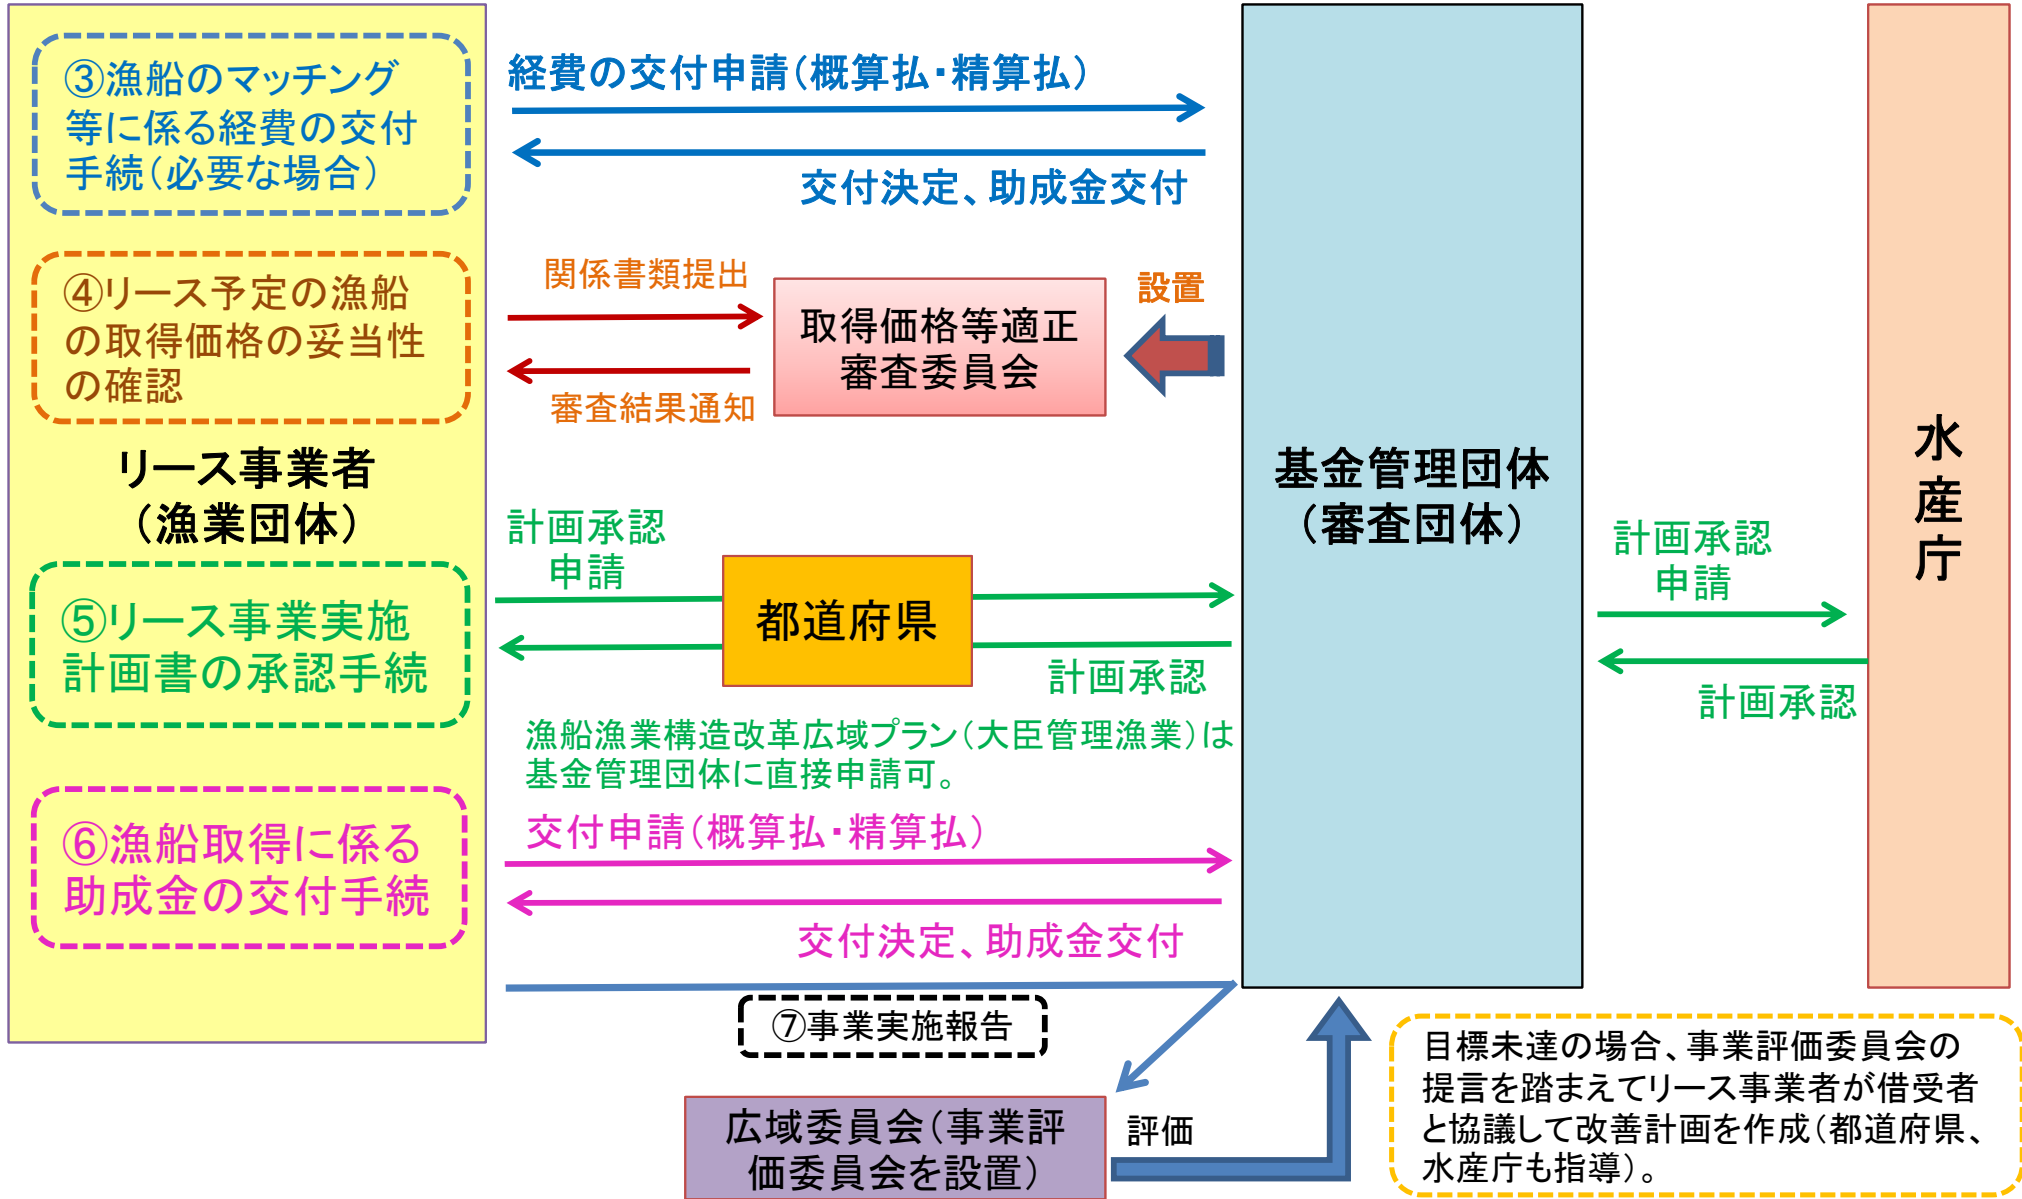 ③漁船のマッチング
等に係る経費の交付
手続（必要な場合）
経費の交付申請（概算払・精算払）
交付決定、助成金交付
④リース予定の漁船
の取得価格の妥当性
の確認
関係書類提出
審査結果通知
取得価格等適正
審査委員会
設置
リース事業者
（漁業団体）
基金管理団体
（審査団体）
水
産
庁
計画承認
申請
都道府県
計画承認
計画承認
申請
計画承認
⑤リース事業実施
計画書の承認手続
漁船漁業構造改革広域プラン（大臣管理漁業）は
基金管理団体に直接申請可。
⑥漁船取得に係る
助成金の交付手続
交付申請（概算払・精算払）
交付決定、助成金交付
⑦事業実施報告
広域委員会（事業評
価委員会を設置）
評価
目標未達の場合、事業評価委員会の
提言を踏まえてリース事業者が借受者
と協議して改善計画を作成（都道府県、
水産庁も指導）。